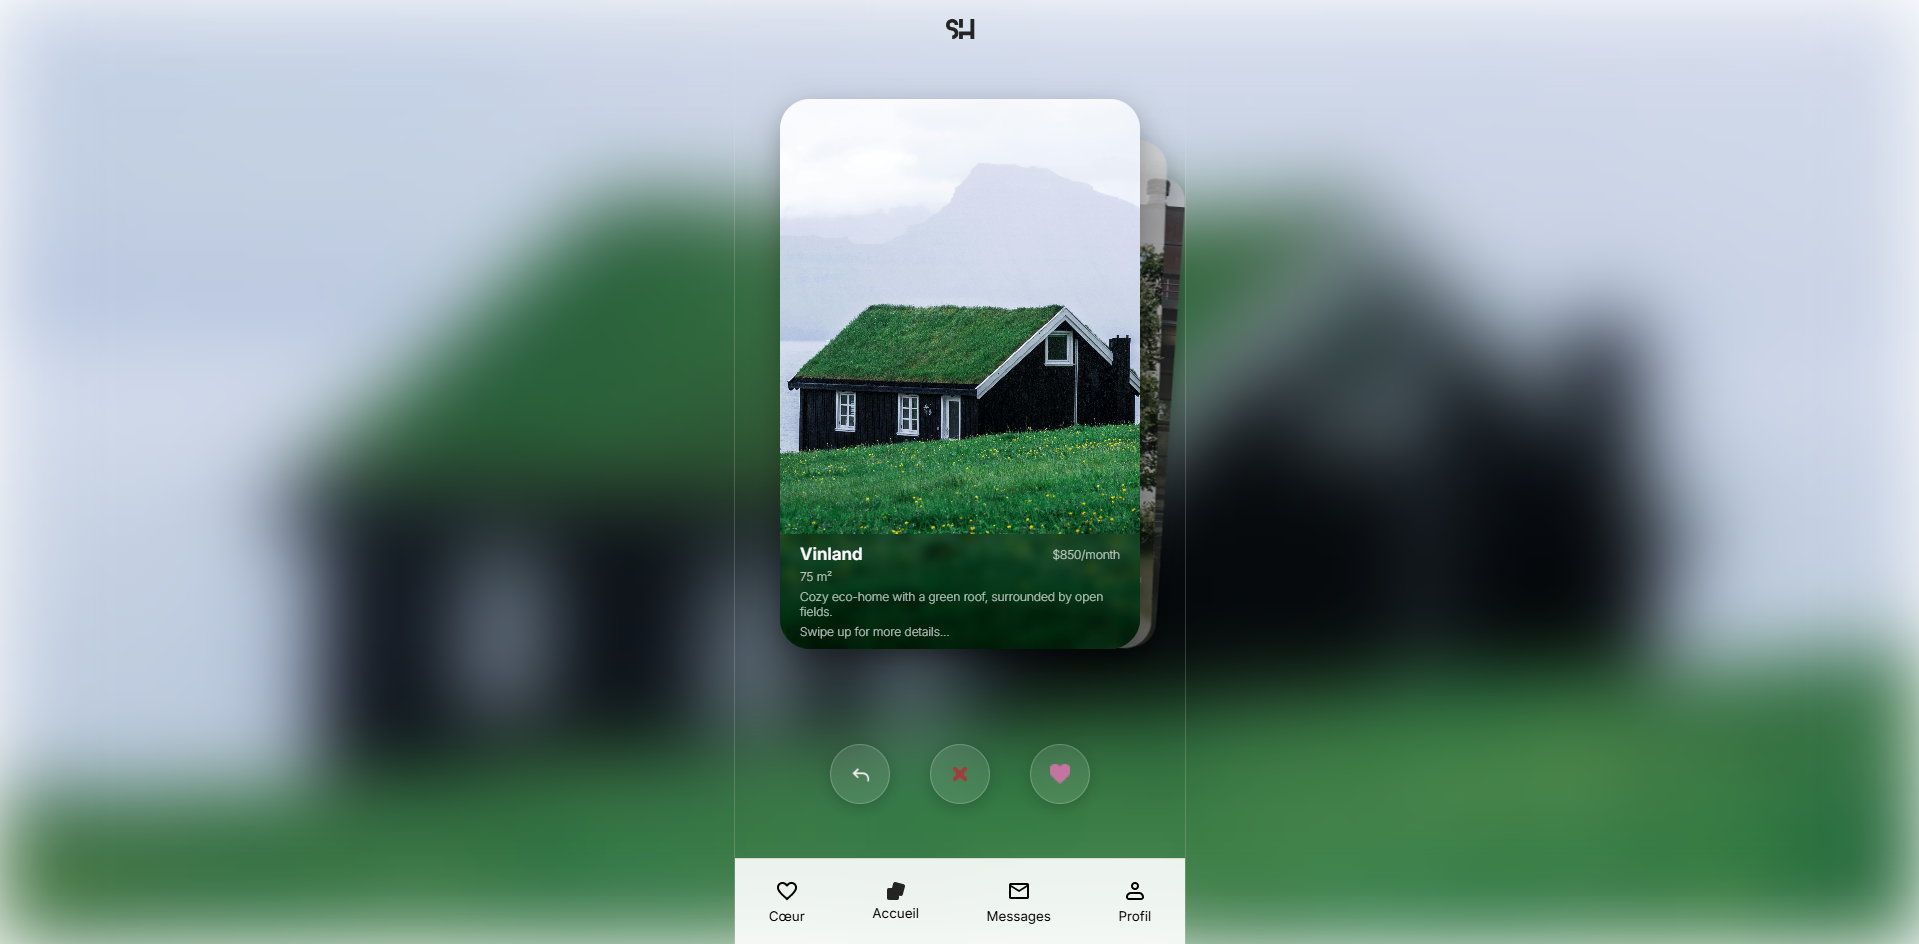 SH
Vinland
$850/month
75 m²
Cozy eco-home with a green roof, surrounded by open
fields.
Swipe up for more details...
Cœur
Accueil
Messages
Profil